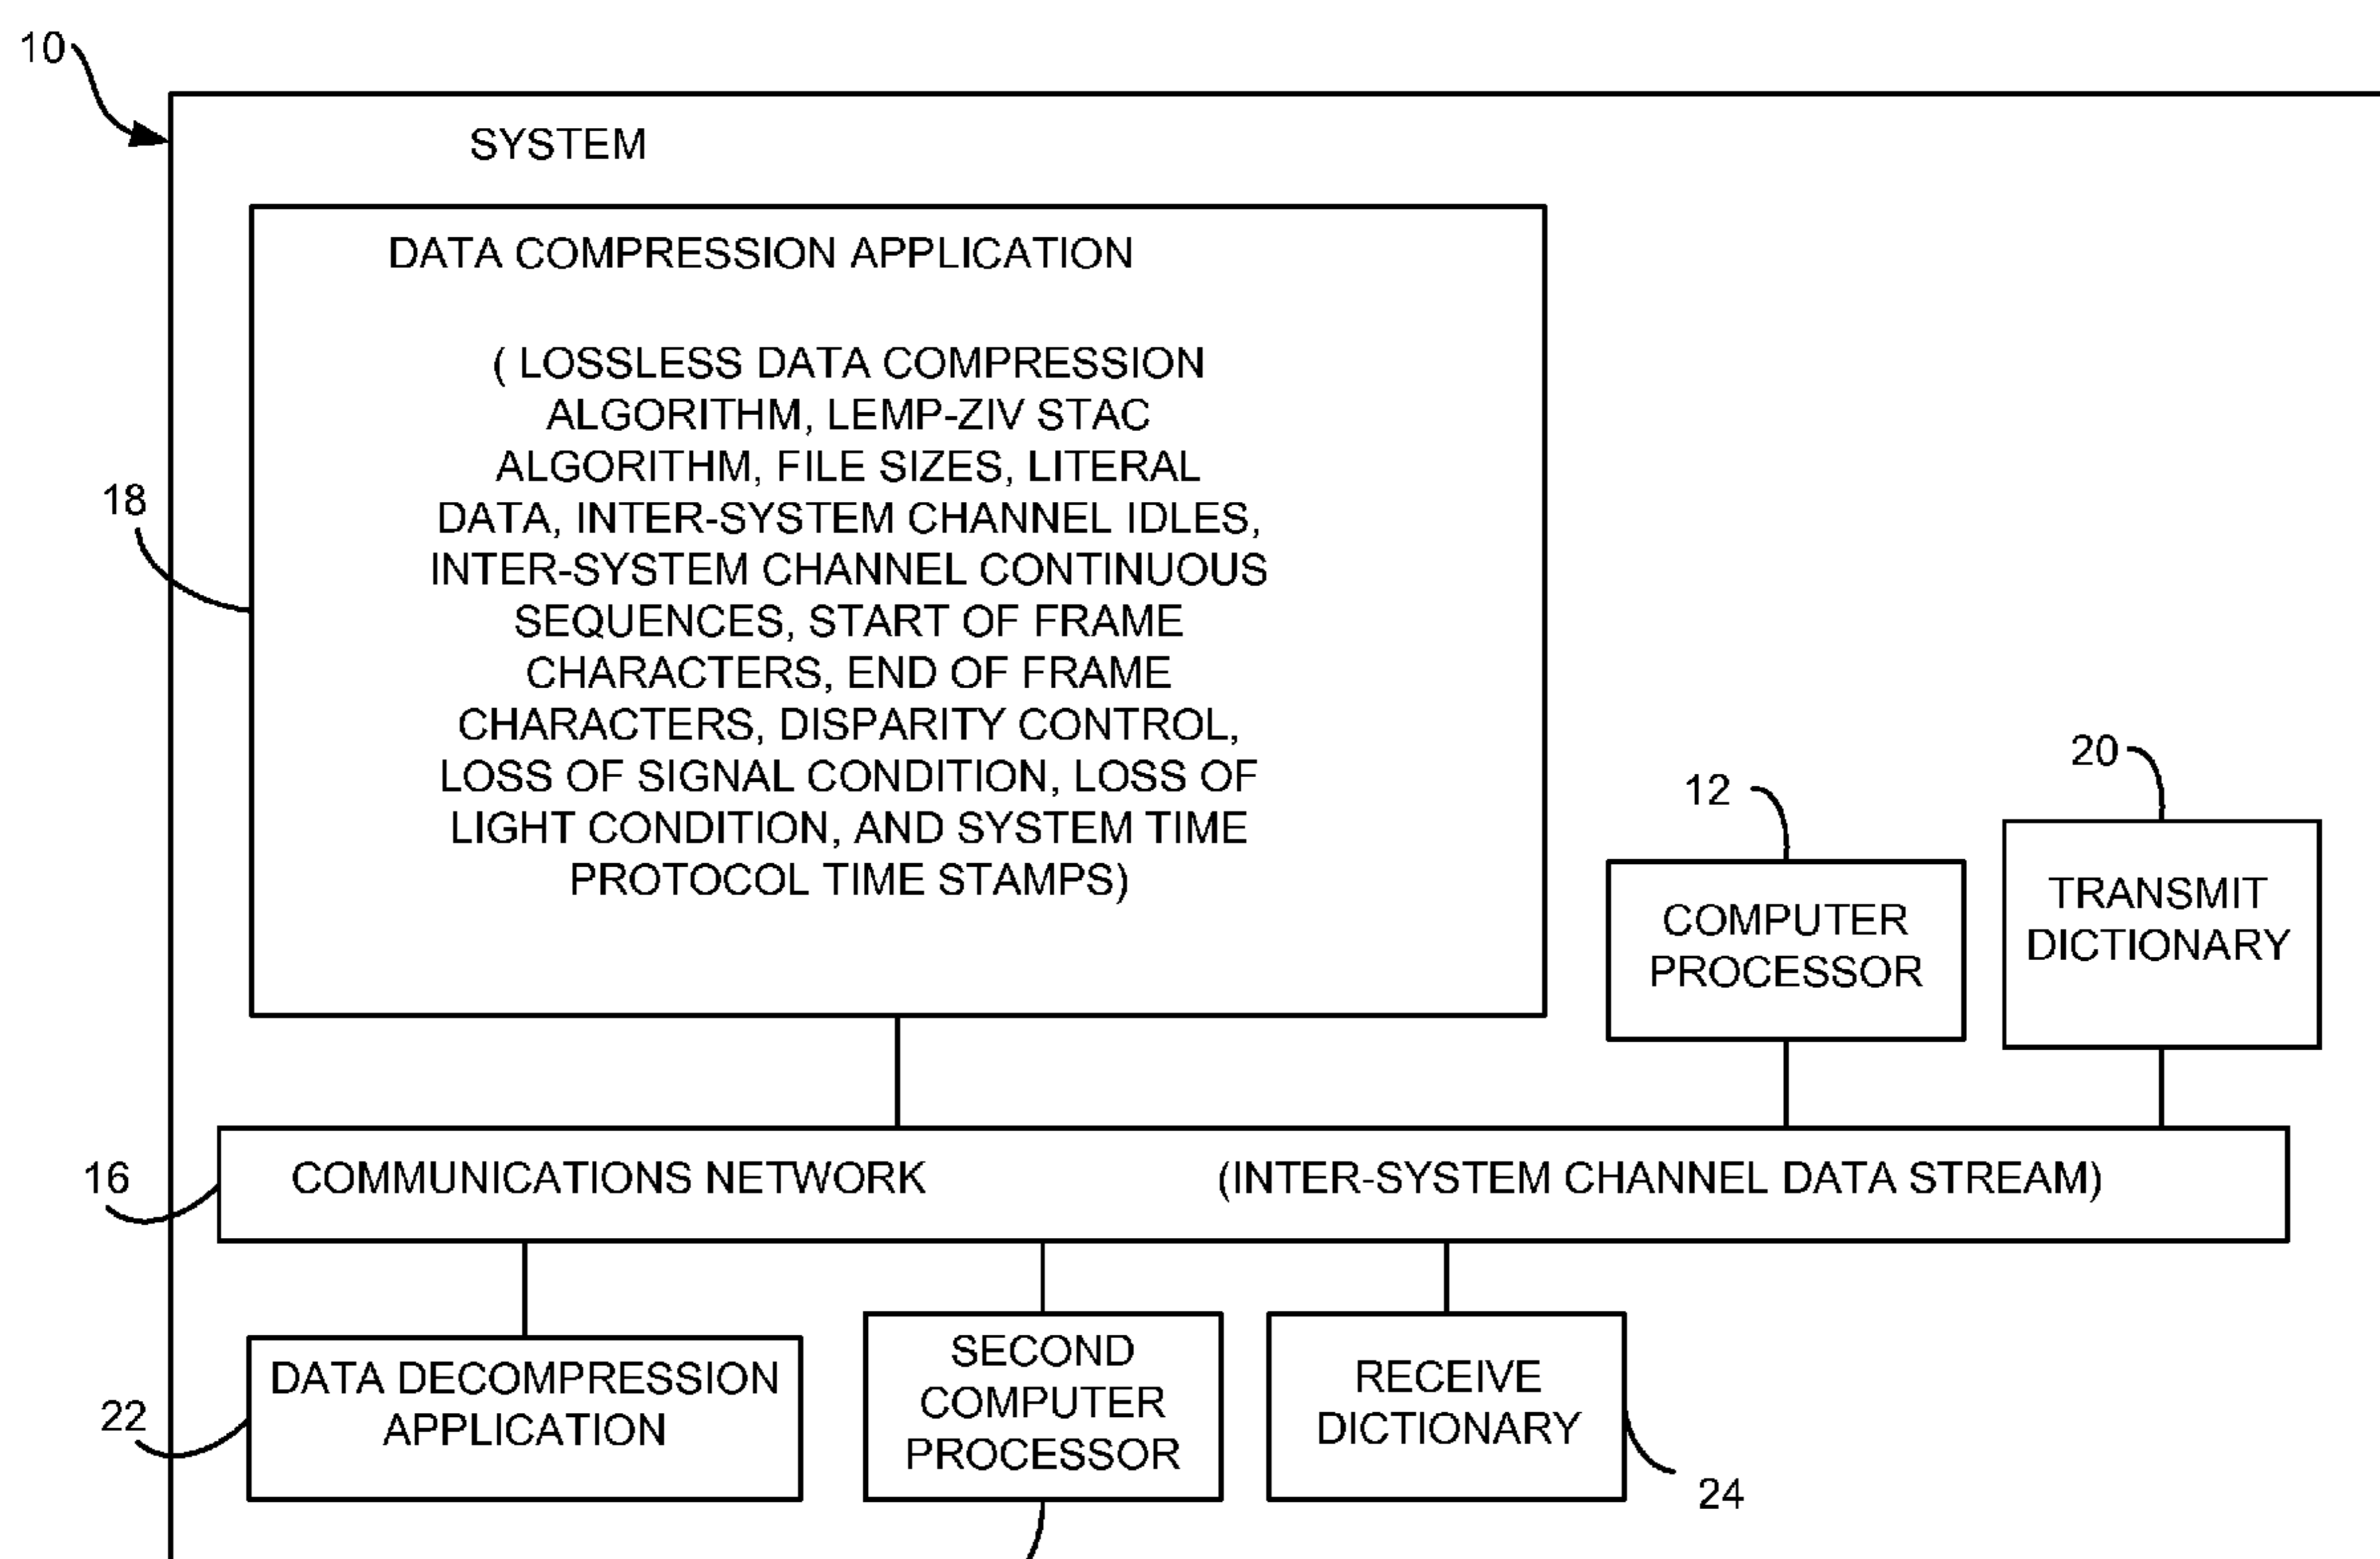 10
SYSTEM
DATA COMPRESSION APPLICATION
( LOSSLESS DATA COMPRESSION
ALGORITHM, LEMP-ZIV STAC
ALGORITHM, FILE SIZES, LITERAL
DATA, INTER-SYSTEM CHANNEL IDLES,
INTER-SYSTEM CHANNEL CONTINUOUS
SEQUENCES, START OF FRAME
CHARACTERS, END OF FRAME
CHARACTERS, DISPARITY CONTROL,
LOSS OF SIGNAL CONDITION, LOSS OF
LIGHT CONDITION, AND SYSTEM TIME
PROTOCOL TIME STAMPS)
18
12
COMPUTER
PROCESSOR
20
TRANSMIT
DICTIONARY
16
COMMUNICATIONS NETWORK (INTER-SYSTEM CHANNEL DATA STREAM)
22
DATA DECOMPRESSION
APPLICATION
SECOND
COMPUTER
PROCESSOR
RECEIVE
DICTIONARY
24